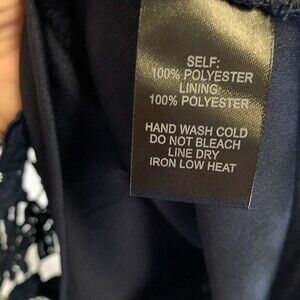 SELF:
100% POLYESTER
LINING:
100% POLYESTER
HAND WASH COLD
DO NOT BLEACH
LINE DRY
IRON LOW HEAT